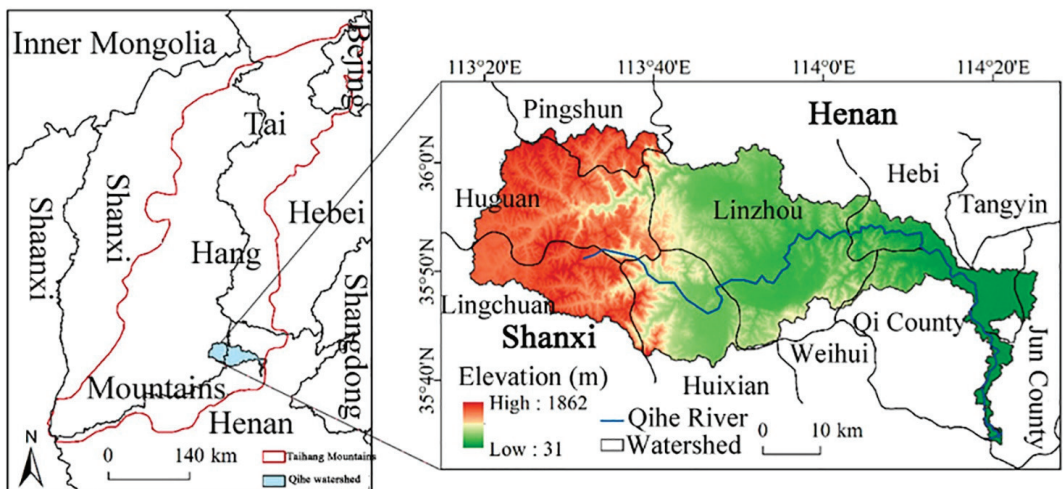 Inner Mongolia
Beijing
Tai
Shanxi
Shaanxi
Hebei
Hang
Shangdong
Mountains
Henan
N
0 140 km
Taihang Mountains
Qihe watershed
113°20'E 113°40'E 114°0'E 114°20'E
36°0'N
35°50'N
35°40'N
Pingshun
Henan
Hebi
Huguan
Linzhou
Tangyin
Lingchuan
Shanxi
Qi County
Weihui
Jun County
Huixian
Elevation (m)
High : 1862
Low : 31
Qihe River
Watershed
0 10 km